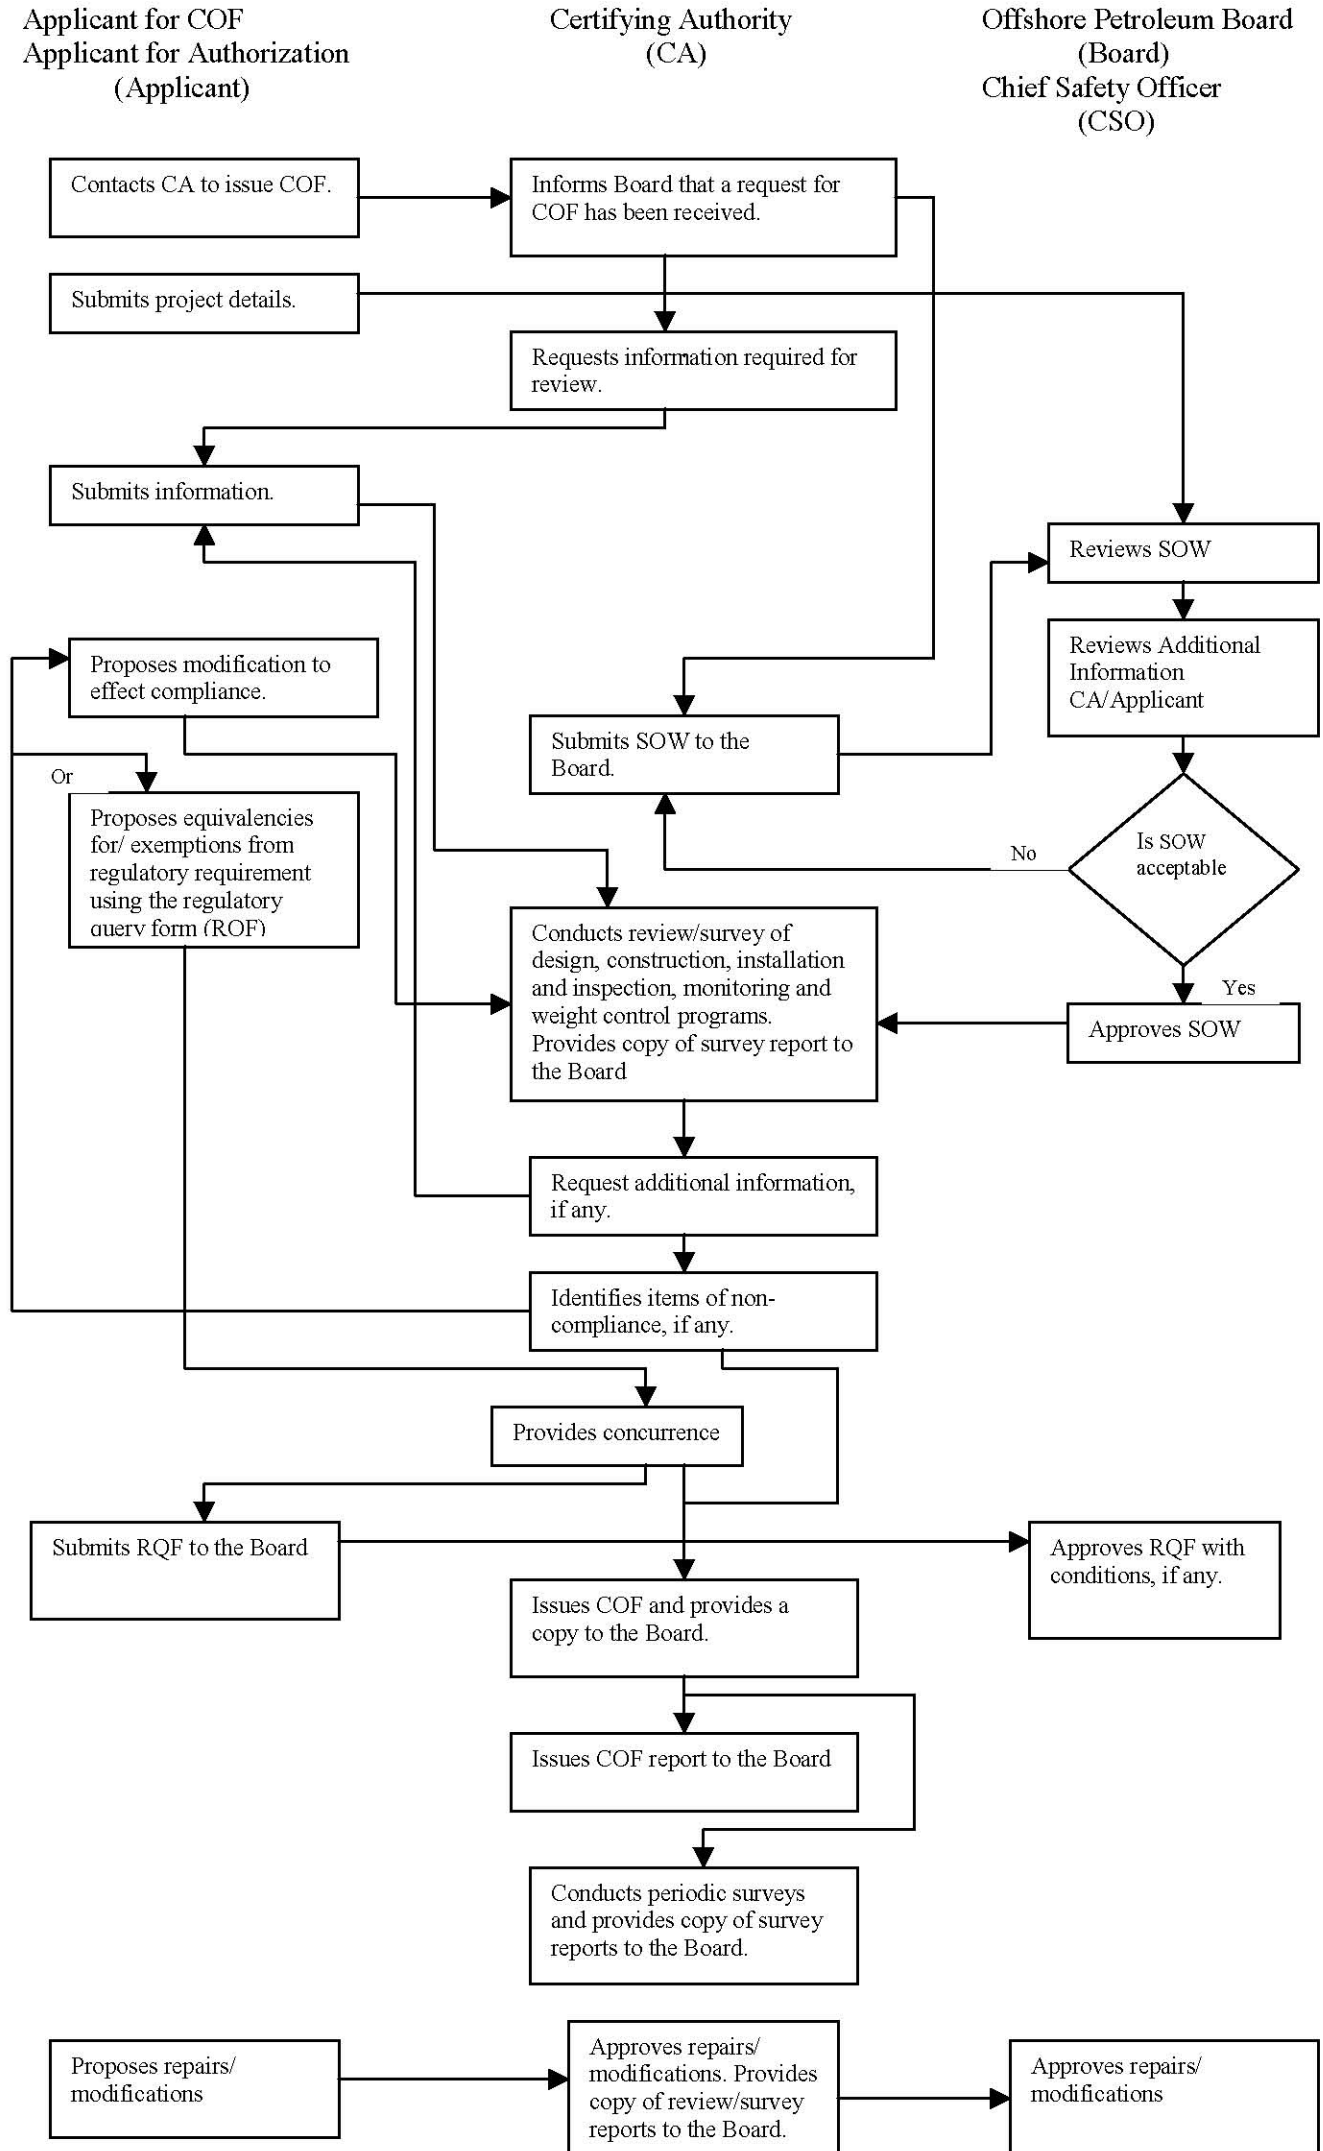 Applicant for COF
Applicant for Authorization
(Applicant)
Certifying Authority
(CA)
Offshore Petroleum Board
(Board)
Chief Safety Officer
(CSO)
Contacts CA to issue COF.
Informs Board that a request for
COF has been received.
Submits project details.
Requests information required for
review.
Submits information.
Reviews SOW
Reviews Additional
Information
CA/Applicant
Proposes modification to
effect compliance.
Submits SOW to the
Board.
Or
Proposes equivalencies
for/ exemptions from
regulatory requirement
using the regulatory
query form (RQF)
No
Is SOW
acceptable
Yes
Conducts review/survey of
design, construction, installation
and inspection, monitoring and
weight control programs.
Provides copy of survey report to
the Board
Approves SOW
Request additional information,
if any.
Identifies items of non-
compliance, if any.
Provides concurrence
Submits RQF to the Board
Approves RQF with
conditions, if any.
Issues COF and provides a
copy to the Board.
Issues COF report to the Board
Conducts periodic surveys
and provides copy of survey
reports to the Board.
Proposes repairs/
modifications
Approves repairs/
modifications. Provides
copy of review/survey
reports to the Board.
Approves repairs/
modifications